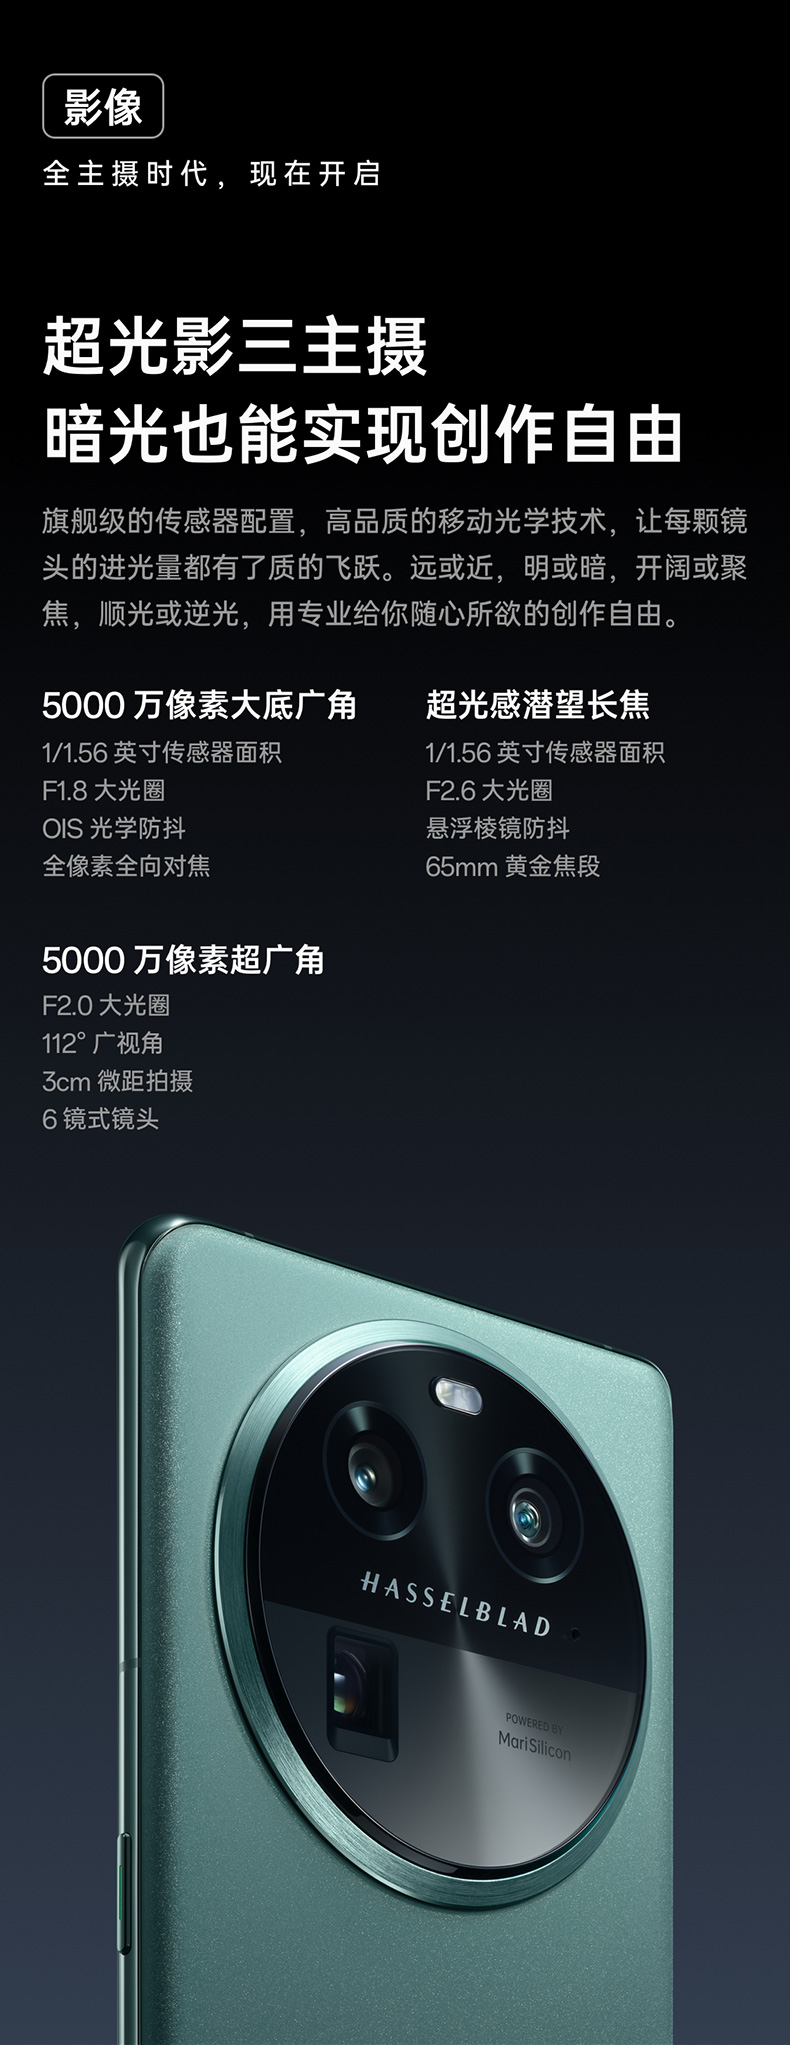 影像
全主摄时代，现在开启
超光影三主摄
暗光也能实现创作自由
旗舰级的传感器配置，高品质的移动光学技术，让每颗镜
头的进光量都有了质的飞跃。远或近，明或暗，开阔或聚
焦，顺光或逆光，用专业给你随心所欲的创作自由。
5000 万像素大底广角
1/1.56 英寸传感器面积
F1.8 大光圈
OIS 光学防抖
全像素全向对焦
超光感潜望长焦
1/1.56 英寸传感器面积
F2.6 大光圈
悬浮棱镜防抖
65mm 黄金焦段
5000 万像素超广角
F2.0 大光圈
112° 广视角
3cm 微距拍摄
6 镜式镜头
HASSELBLAD
POWERED BY
MariSilicon